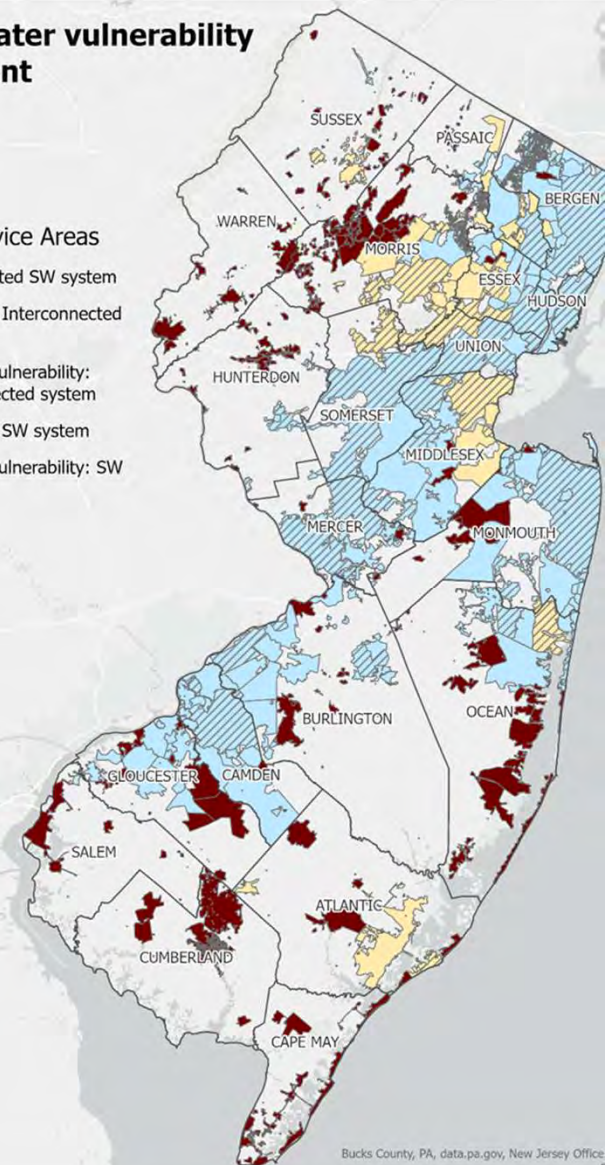 ater vulnerability
nt
vice Areas
ted SW system
Interconnected
ulnerability:
ected system
SW system
ulnerability: SW
SUSSEX
PASSAIC
BERGEN
WARREN
MORRIS
ESSEX
HUDSON
UNION
HUNTERDON
SOMERSET
MIDDLESEX
MERCER
MONMOUTH
OCEAN
BURLINGTON
GLOUCESTER
CAMDEN
SALEM
ATLANTIC
CUMBERLAND
CAPE MAY
Bucks County, PA, data.pa.gov, New Jersey Office